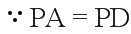 ∵ PA = PD